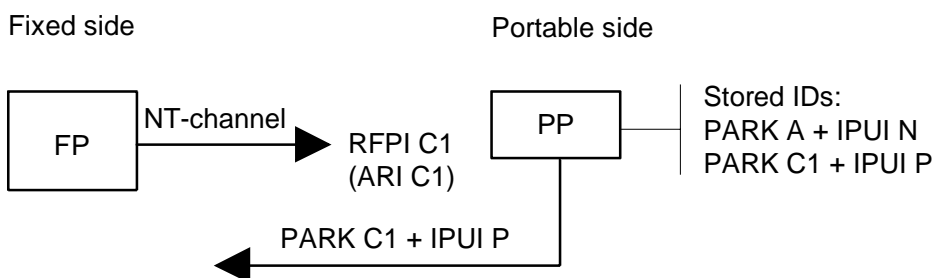 Fixed side
Portable side
FP
NT-channel
RFPI C1
(ARI C1)
PP
Stored IDs:
PARK A + IPUI N
PARK C1 + IPUI P
PARK C1 + IPUI P